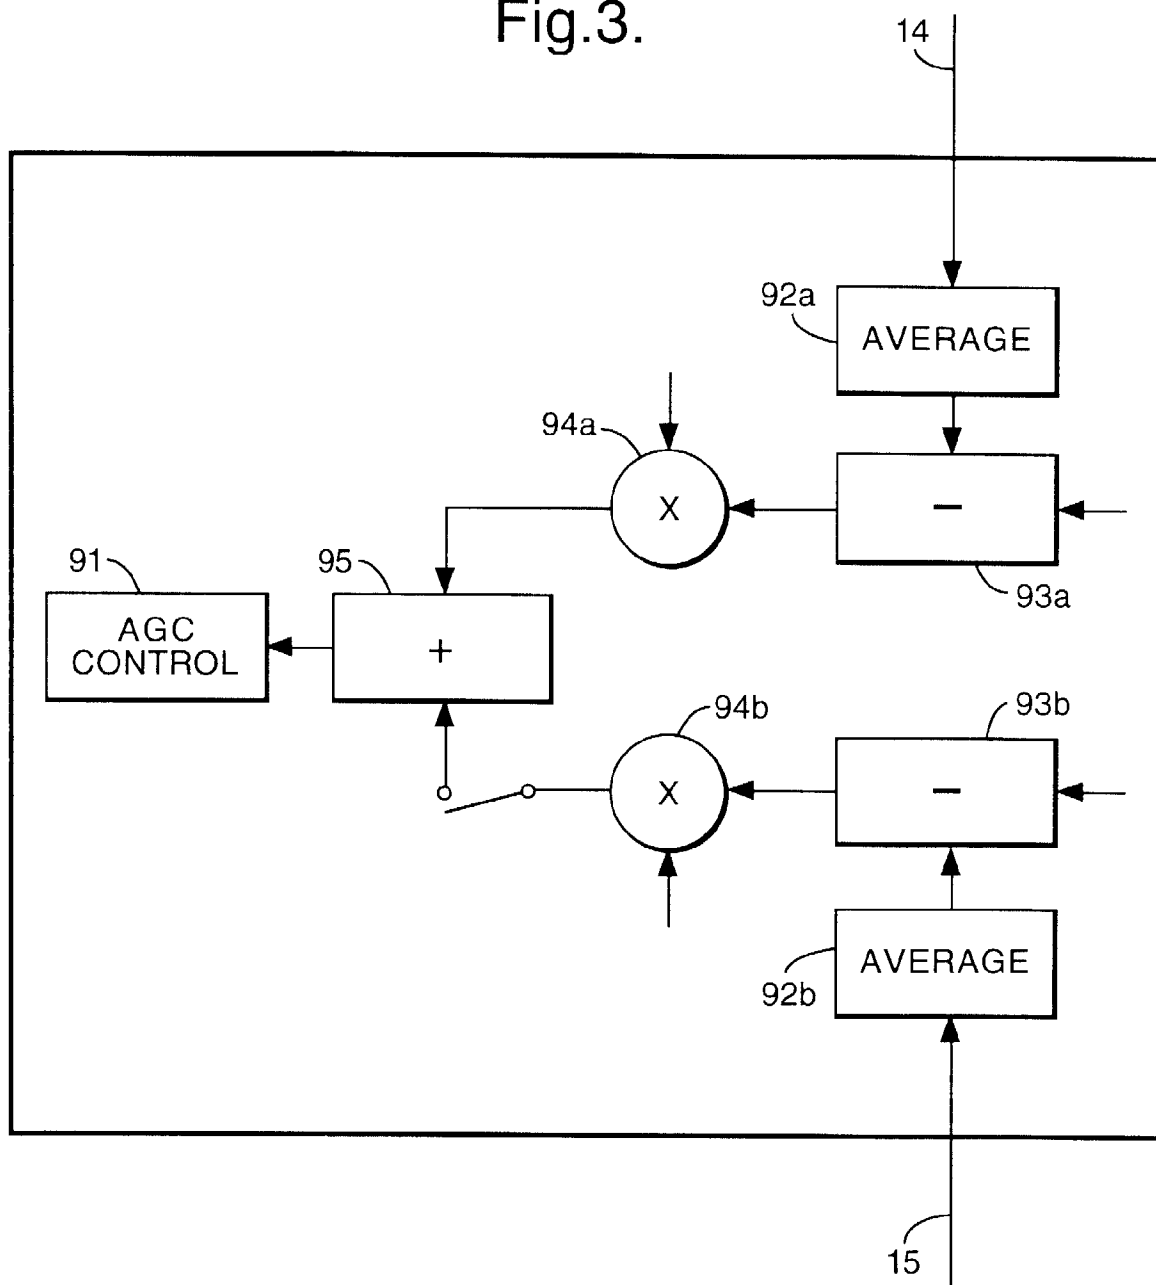 Fig.3.
14
92a
AVERAGE
94a
X
−
93a
91
AGC
CONTROL
95
+
94b
X
93b
−
92b
AVERAGE
15